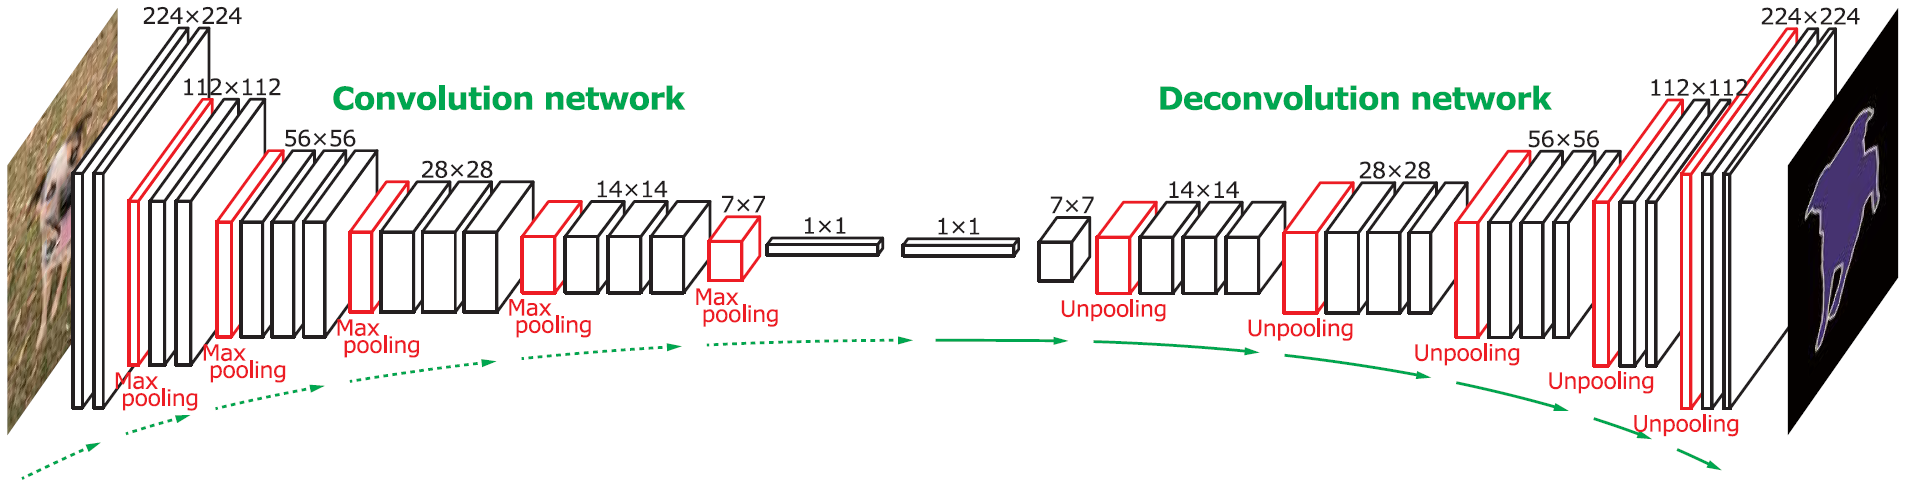 224×224
112×112
Convolution network
56×56
28×28
14×14
7×7
1×1
1×1
Deconvolution network
7×7
14×14
28×28
56×56
112×112
224×224
Max
pooling
Max
pooling
Max
pooling
Max
pooling
Max
pooling
Unpooling
Unpooling
Unpooling
Unpooling
Unpooling